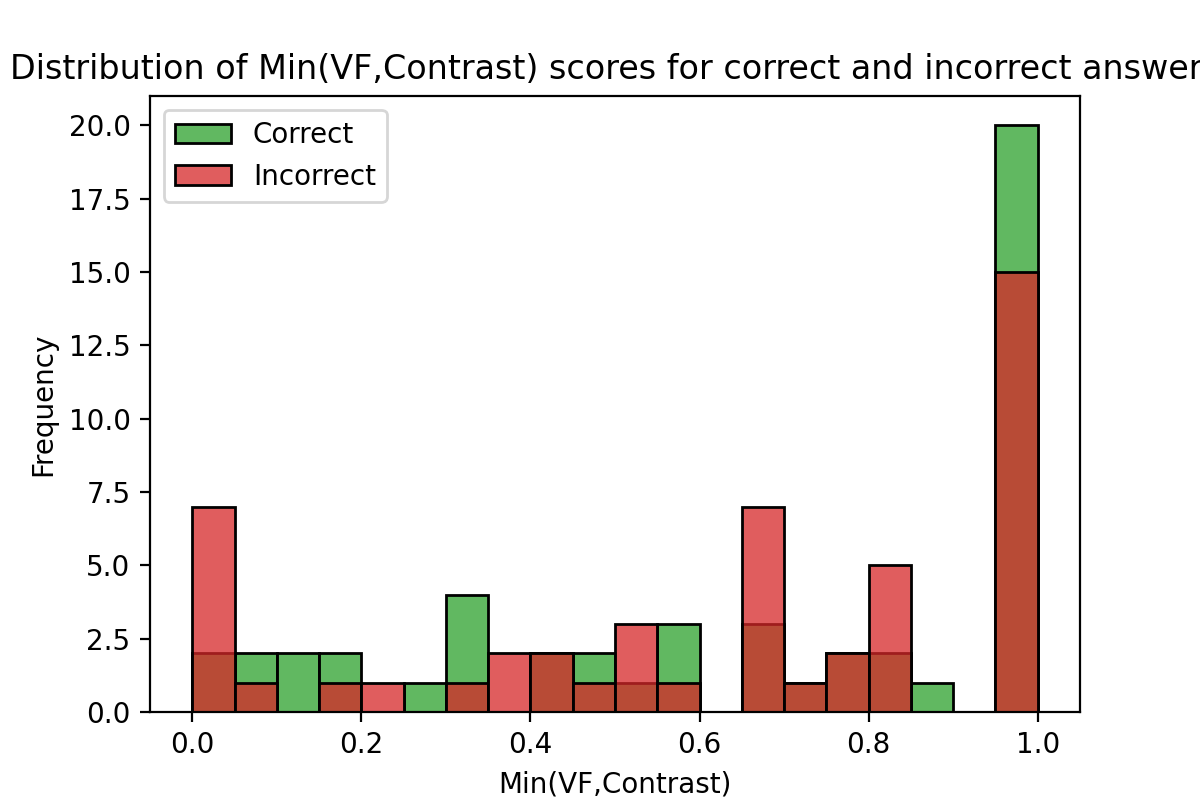 Distribution of Min(VF,Contrast) scores for correct and incorrect answer
Correct
Incorrect
20.0
17.5
15.0
12.5
10.0
7.5
5.0
2.5
0.0
Frequency
0.0 0.2 0.4 0.6 0.8 1.0
Min(VF,Contrast)